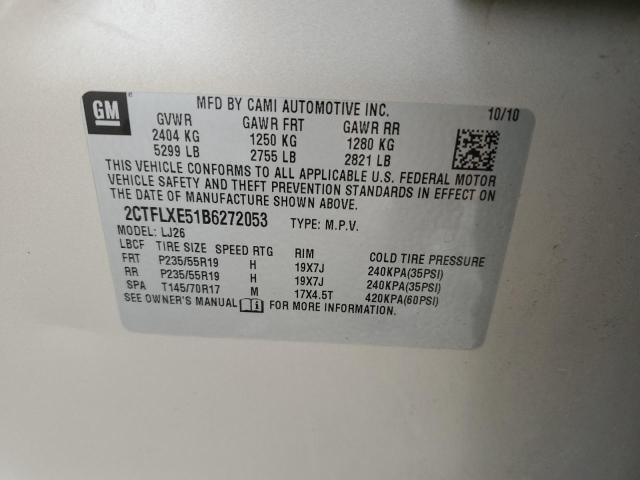 GM
MFD BY CAMI AUTOMOTIVE INC. 10/10
GVWR GAWR FRT GAWR RR
2404 KG 1250 KG 1280 KG
5299 LB 2755 LB 2821 LB
THIS VEHICLE CONFORMS TO ALL APPLICABLE U.S. FEDERAL MOTOR
VEHICLE SAFETY AND THEFT PREVENTION STANDARDS IN EFFECT ON
THE DATE OF MANUFACTURE SHOWN ABOVE.
2CTFLXE51B6272053 TYPE: M.P.V.
MODEL: LJ26
LBCF TIRE SIZE SPEED RTG RIM COLD TIRE PRESSURE
FRT P235/55R19 H 19X7J 240KPA(35PSI)
RR P235/55R19 H 19X7J 240KPA(35PSI)
SPA T145/70R17 M 17X4.5T 420KPA(60PSI)
SEE OWNER'S MANUAL FOR MORE INFORMATION.